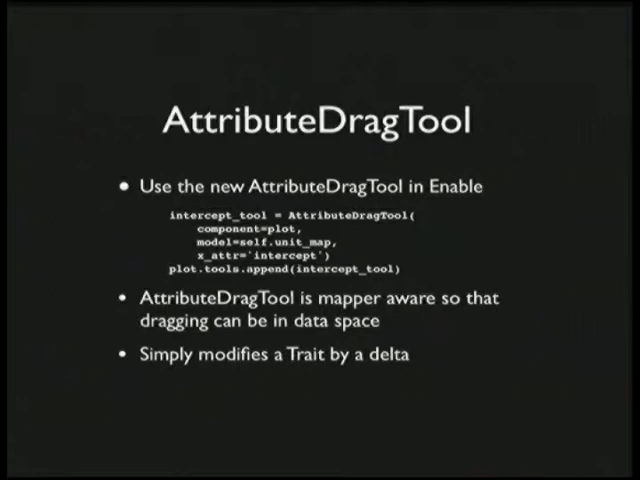 AttributeDragTool
• Use the new AttributeDragTool in Enable
intercept_tool = AttributeDragTool(
component=plot,
model=self.unit_map,
x_attr='intercept')
plot.tools.append(intercept_tool)
• AttributeDragTool is mapper aware so that
dragging can be in data space
• Simply modifies a Trait by a delta